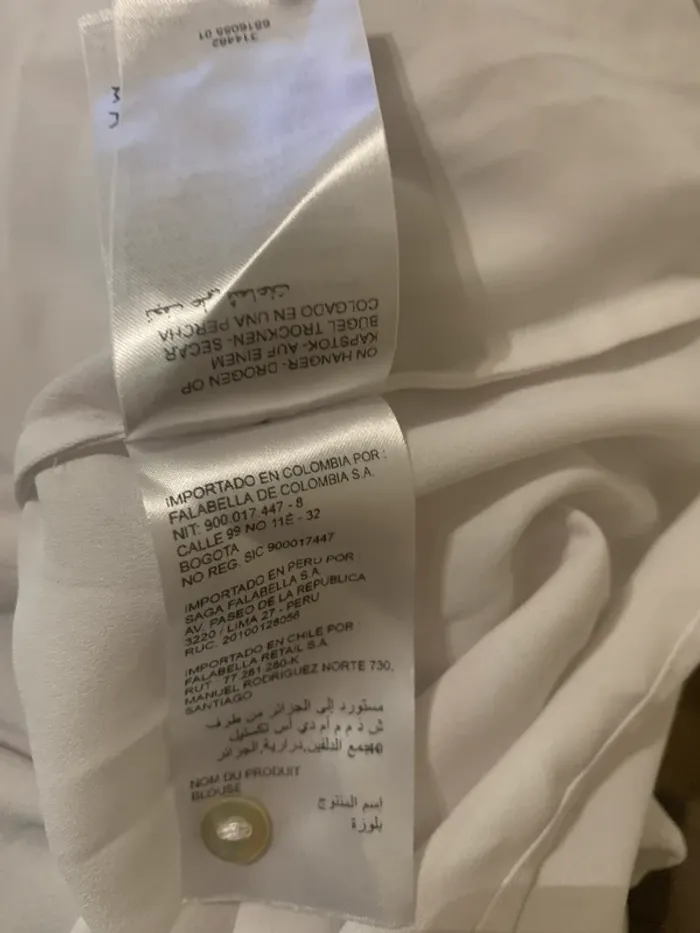 314482
6816085 01
ON HANGER- DROGEN OP
KAPSTOK- AUF EINEM
BÜGEL TROCKNEN- SECAR
COLGADO EN UNA PERCHA
IMPORTADO EN COLOMBIA POR :
FALABELLA DE COLOMBIA S.A.
NIT: 900.017.447 - 8
CALLE 99 NO 11E - 32
BOGOTA
NO REG. SIC 900017447
IMPORTADO EN PERU POR :
SAGA FALABELLA S.A.
AV. PASEO DE LA REPUBLICA
3220 / LIMA 27 - PERU
RUC. 20100128056
IMPORTADO EN CHILE POR
FALABELLA RETAIL S.A.
RUT : 77.261.280-K
MANUEL RODRIGUEZ NORTE 730,
SANTIAGO
مستورد إلى الجزائر من طرف
ش ذ م م أم دي أس تكستيل
مجمع الدلفين,درارية,الجزائر
NOM DU PRODUIT
BLOUSE
اسم المنتوج
بلوزة